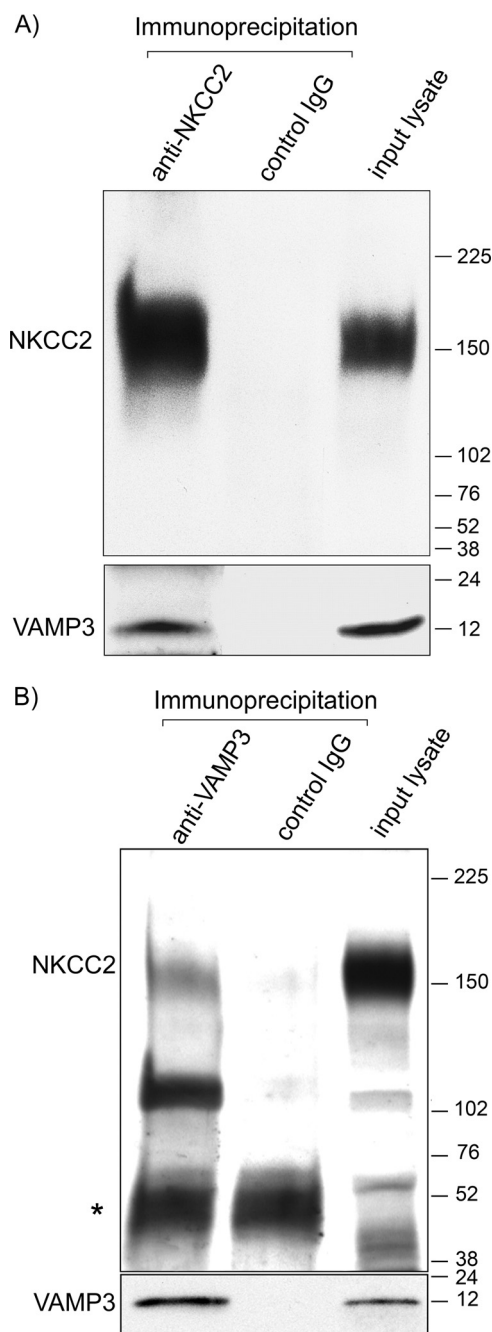 A)
Immunoprecipitation
anti-NKCC2
control IgG
input lysate
225
NKCC2
150
102
76
52
38
24
VAMP3
12
B)
Immunoprecipitation
anti-VAMP3
control IgG
input lysate
225
NKCC2
150
102
76
52
*
38
24
VAMP3
12